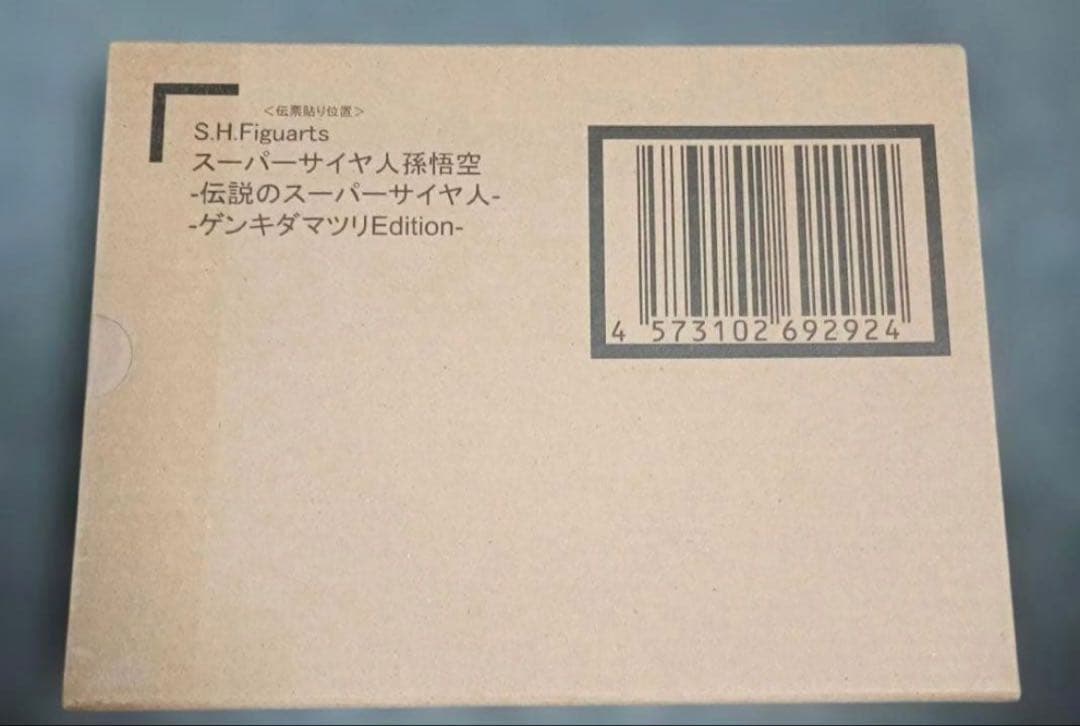 ＜伝票貼り位置＞
S.H.Figuarts
スーパーサイヤ人孫悟空
-伝説のスーパーサイヤ人-
-ゲンキダマツリEdition-
4 573102 692924